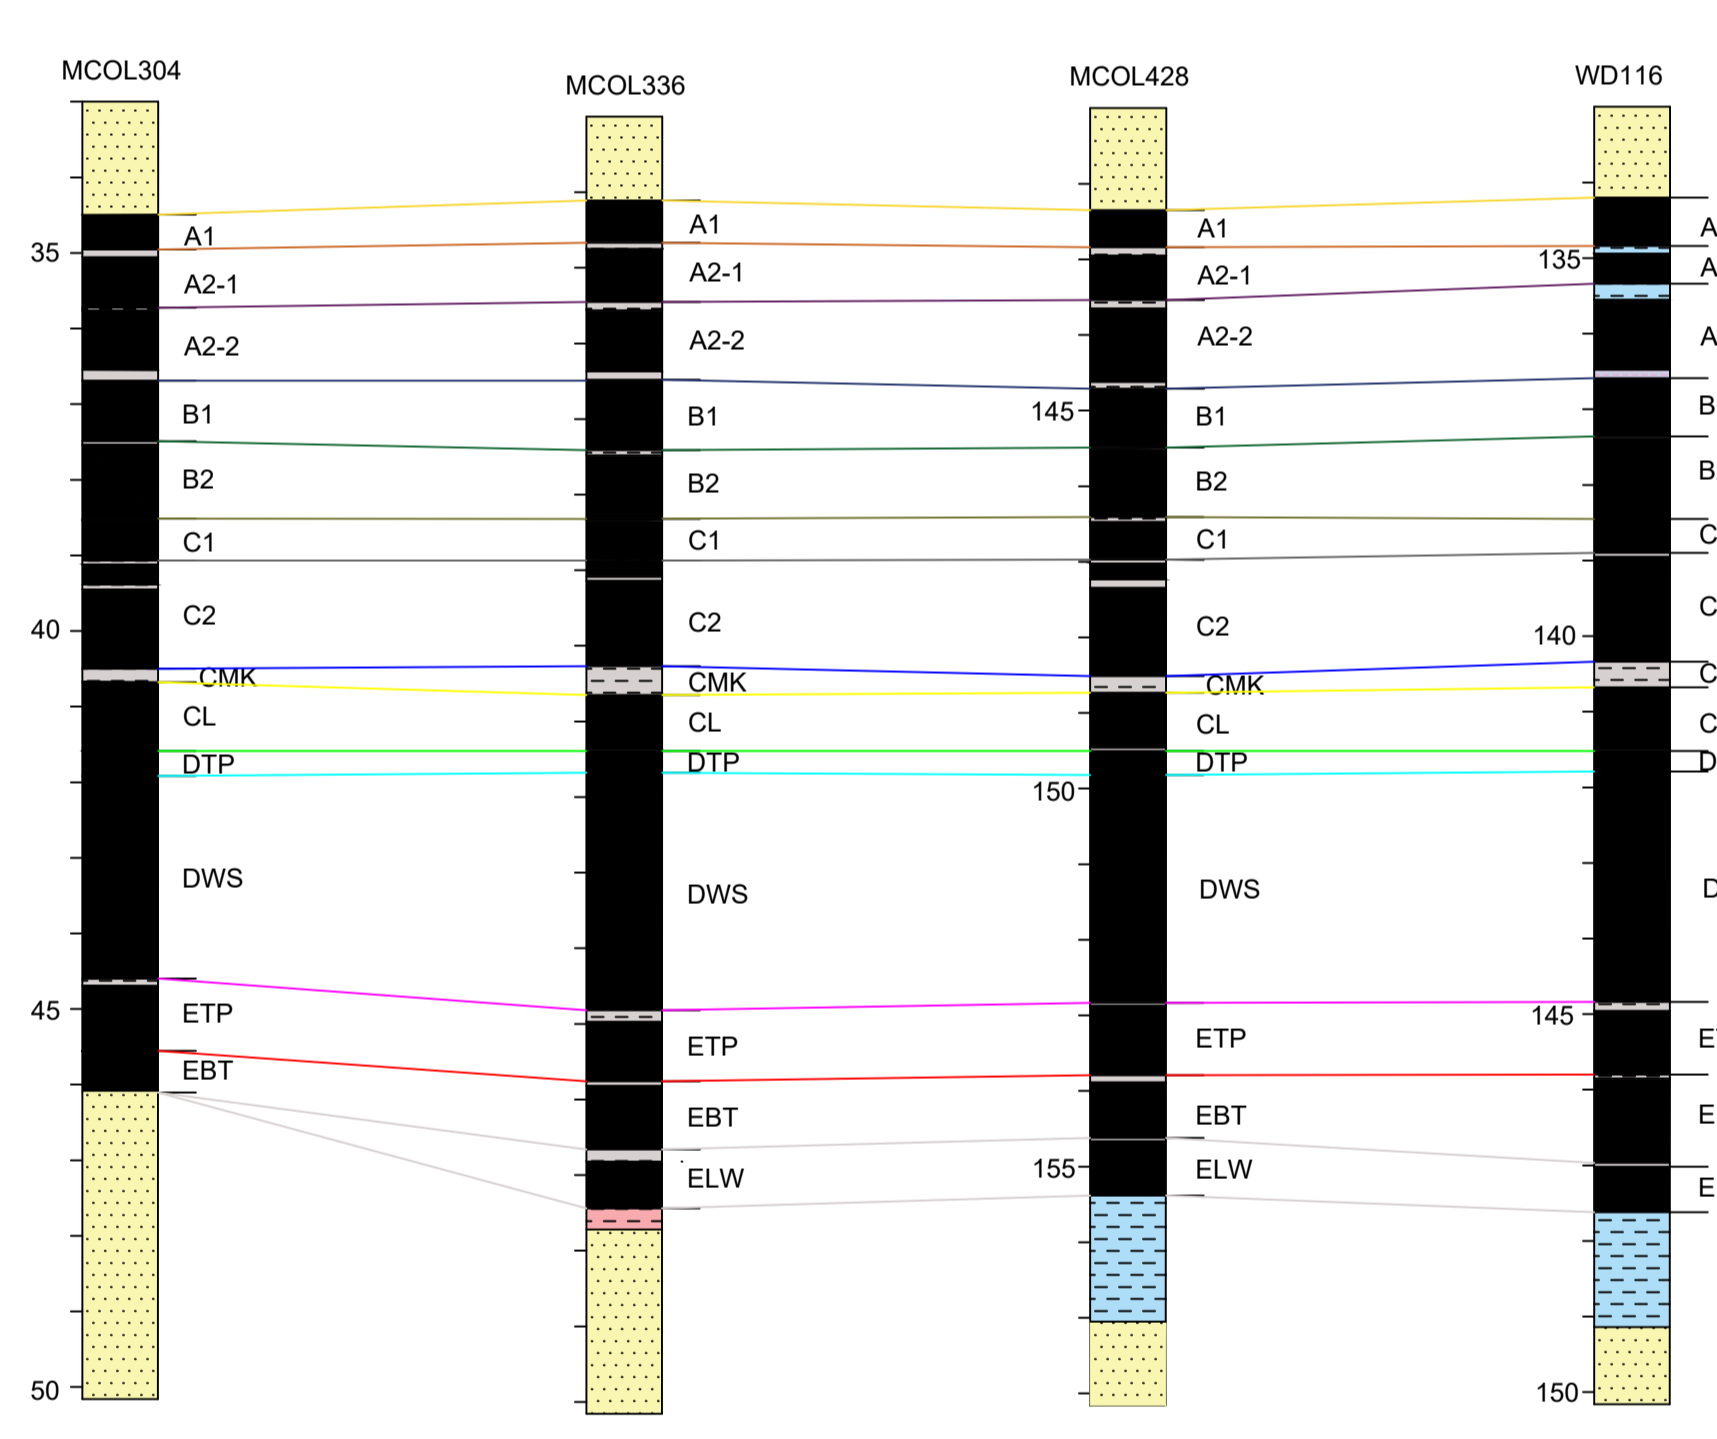 MCOL304
MCOL336
MCOL428
WD116
A1
A2-1
A2-2
B1
B2
C1
C2
CMK
CL
DTP
DWS
ETP
EBT
35
40
45
50
A1
A2-1
A2-2
B1
B2
C1
C2
CMK
CL
DTP
DWS
ETP
EBT
ELW
A1
A2-1
A2-2
B1
B2
C1
C2
CMK
CL
DTP
DWS
ETP
EBT
ELW
145
150
155
135
140
145
150
A
A
A
B
B
C
C
C
C
D
D
E
E